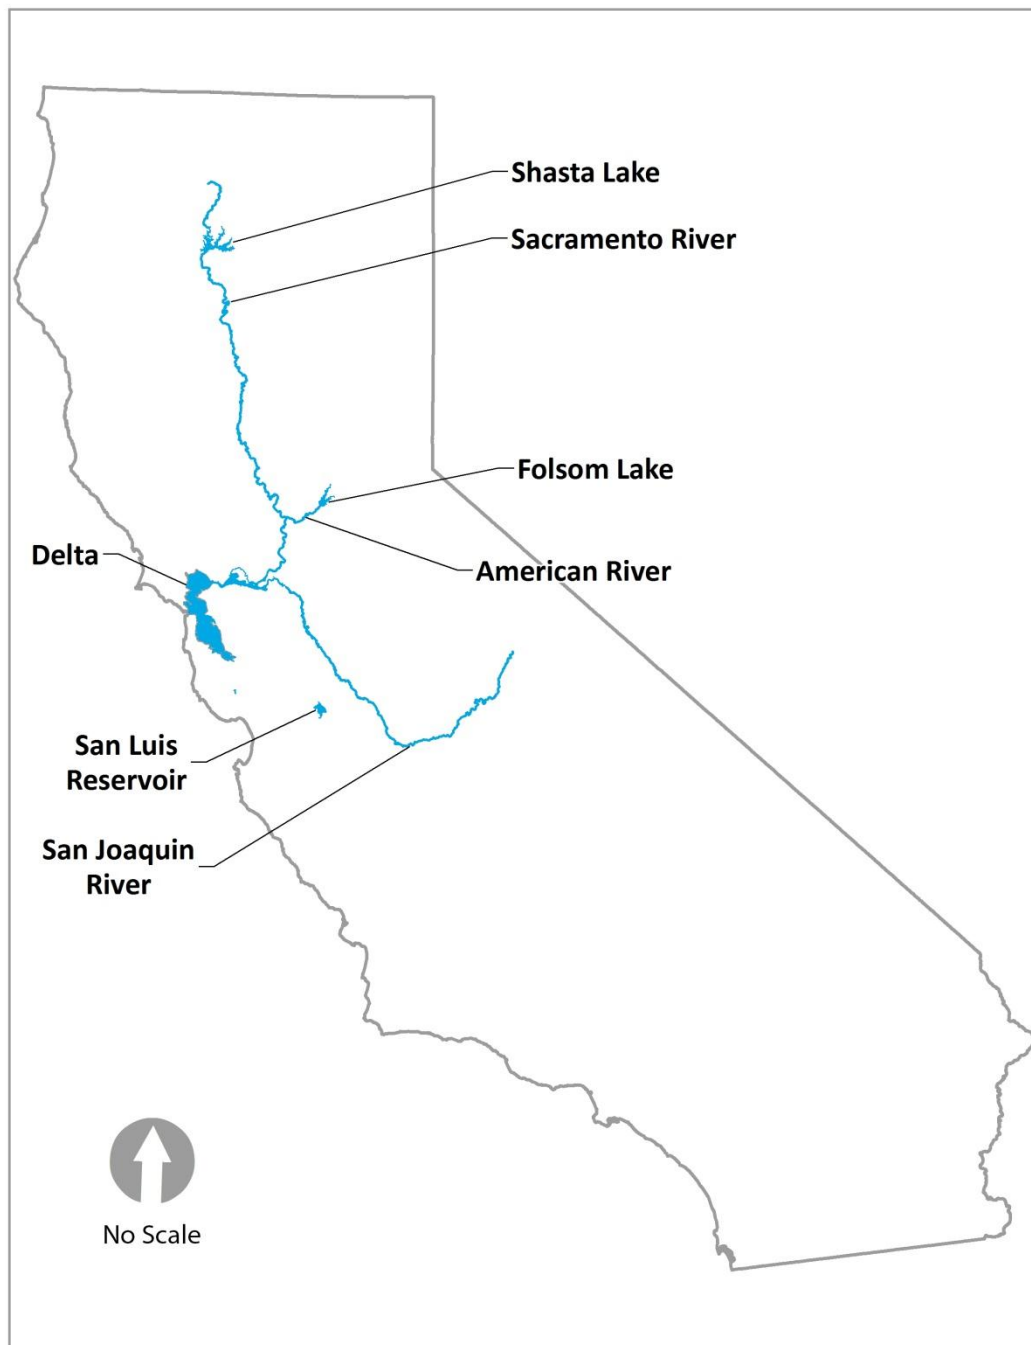 Shasta Lake
Sacramento River
Folsom Lake
Delta
American River
San Luis
Reservoir
San Joaquin
River
No Scale